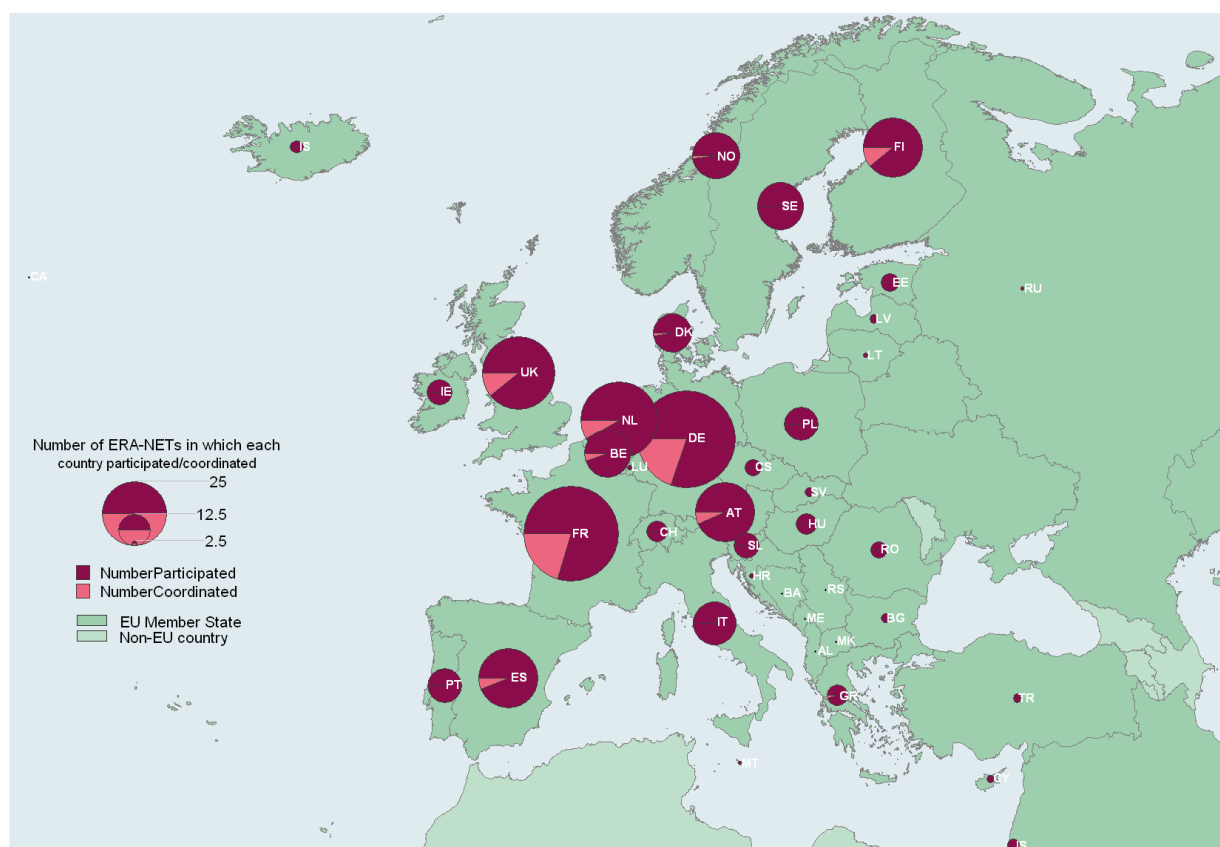 IS
NO
FI
SE
CA
EE
RU
LV
DK
LT
UK
IE
NL
PL
DE
BE
CS
LU
SV
AT
HU
FR
CH
SL
RO
HR
BA
RS
ME
BG
IT
MK
AL
ES
PT
GR
TR
MT
CY
IS
Number of ERA-NETs in which each
country participated/coordinated
25
12.5
2.5
NumberParticipated
NumberCoordinated
EU Member State
Non-EU country